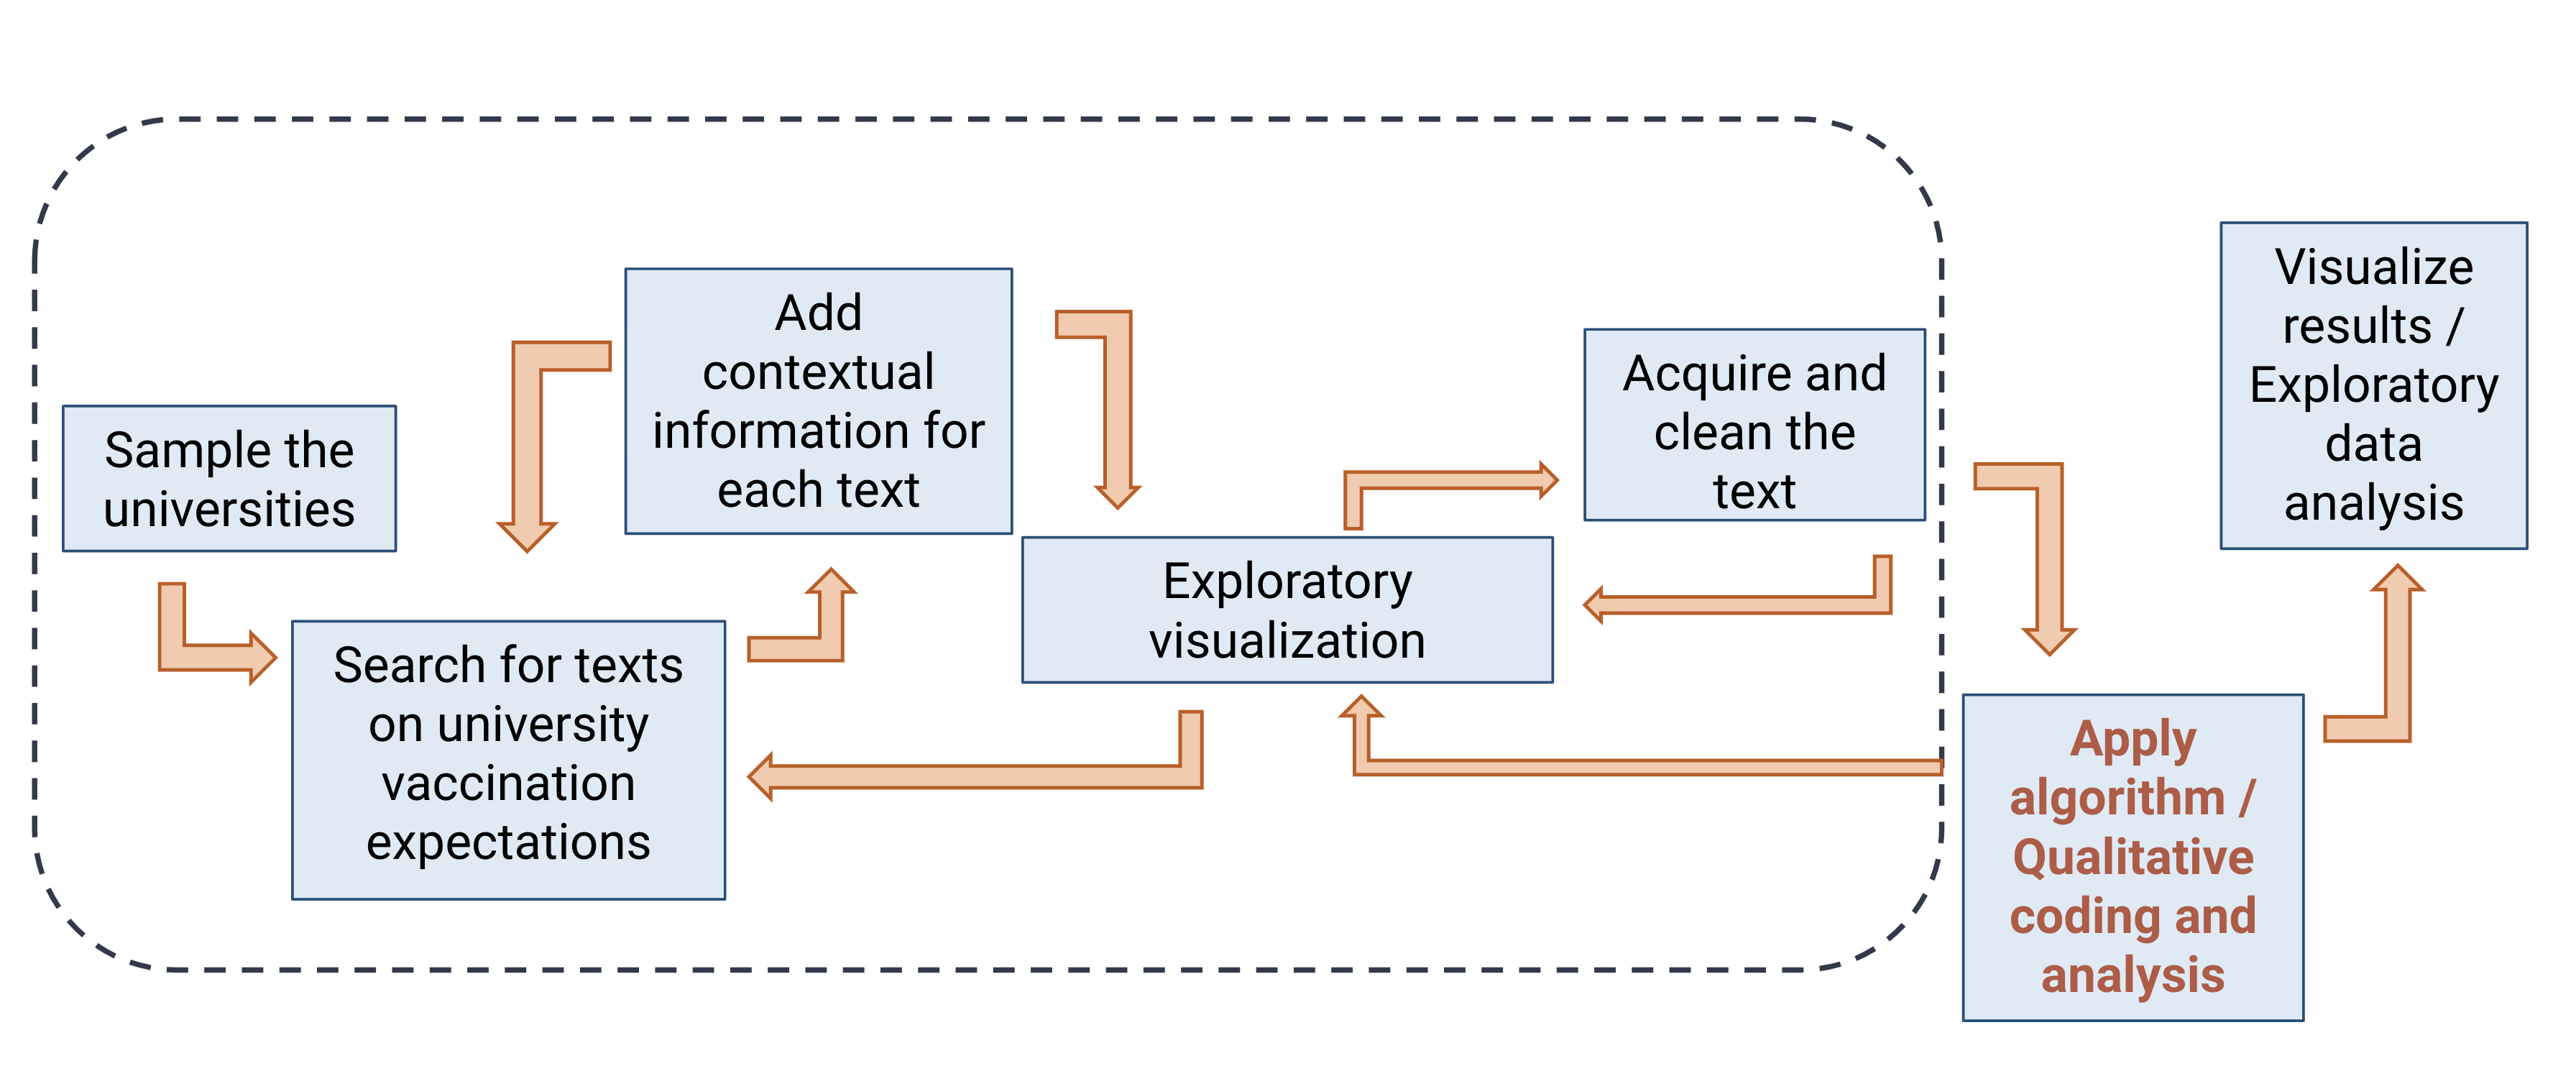 Sample the
universities
Search for texts
on university
vaccination
expectations
Add
contextual
information for
each text
Exploratory
visualization
Acquire and
clean the
text
Apply
algorithm /
Qualitative
coding and
analysis
Visualize
results /
Exploratory
data
analysis